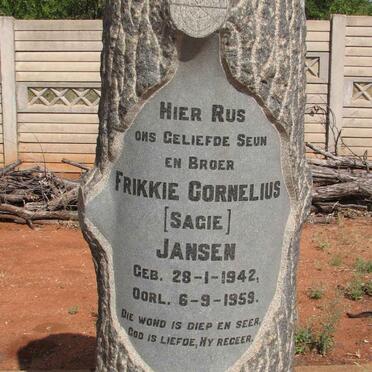 HIER RUS
ONS GELIEFDE SEUN
EN BROER
FRIKKIE CORNELIUS
[SAGIE]
JANSEN
GEB. 28-1-1942,
OORL. 6-9-1959.
DIE WOND IS DIEP EN SEER,
GOD IS LIEFDE, HY REGEER.